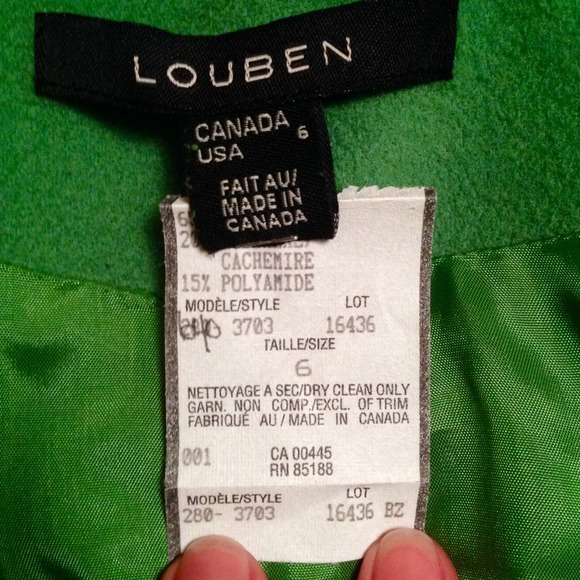 LOUBEN
CANADA 6
USA
FAIT AU/
MADE IN
CANADA
CACHEMIRE
15% POLYAMIDE
MODÈLE/STYLE LOT
3703 16436
TAILLE/SIZE
6
NETTOYAGE A SEC/DRY CLEAN ONLY
GARN. NON COMP./EXCL. OF TRIM
FABRIQUÉ AU/MADE IN CANADA
001 CA 00445
RN 85188
MODÈLE/STYLE LOT
280- 3703 16436 BZ